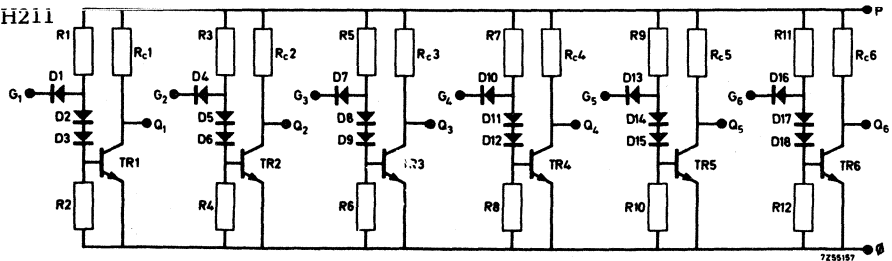 H211
P
R1 Rc1 R3 Rc2 R5 Rc3 R7 Rc4 R9 Rc5 R11 Rc6
D1 D4 D7 D10 D13 D16
G1 G2 G3 G4 G5 G6
D2 D5 D8 D11 D14 D17
Q1 Q2 Q3 Q4 Q5 Q6
D3 D6 D9 D12 D15 D18
TR1 TR2 TR3 TR4 TR5 TR6
R2 R4 R6 R8 R10 R12
Ø
7Z55157